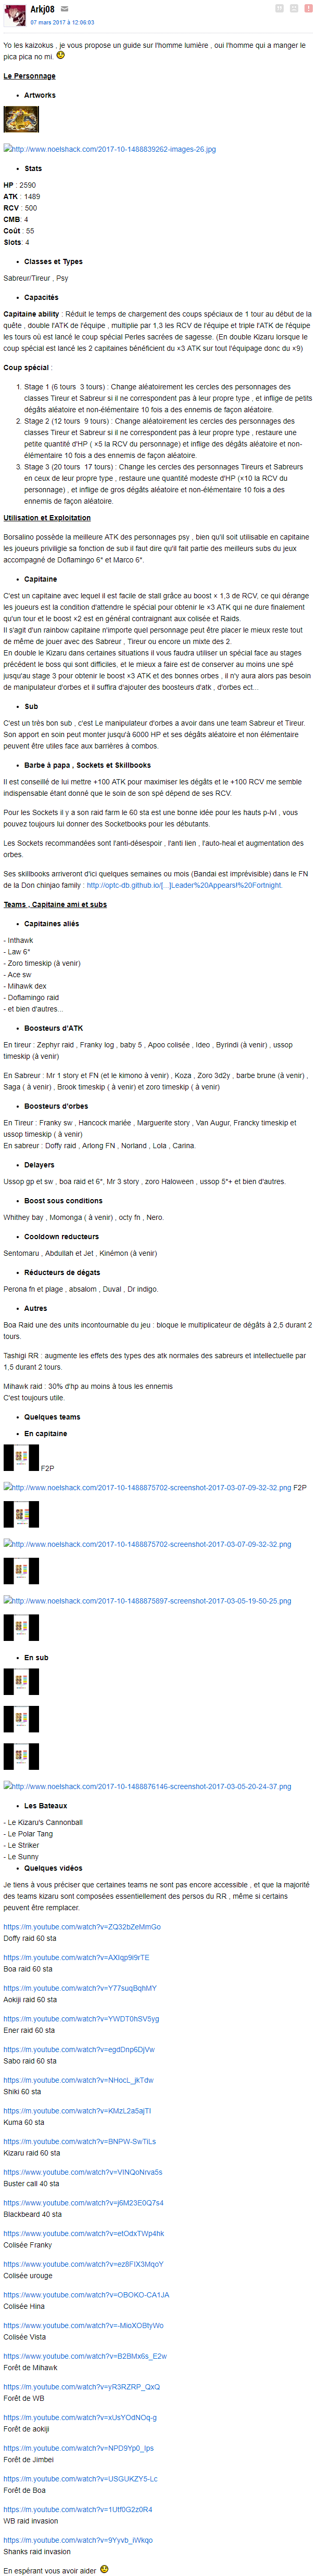 Arkj08
07 mars 2017 à 12:06:03
Yo les kaizokus , je vous propose un guide sur l'homme lumière , oui l'homme qui a manger le
pica pica no mi.
Le Personnage
Artworks
http://www.noelshack.com/2017-10-1488839262-images-26.jpg
Stats
HP : 2590
ATK : 1489
RCV : 500
CMB: 4
Coût : 55
Slots: 4
Classes et Types
Sabreur/Tireur , Psy
Capacités
Capitaine ability : Réduit le temps de chargement des coups spéciaux de 1 tour au début de la
quête , double l'ATK de l'équipe , multiplie par 1,3 les RCV de l'équipe et triple l'ATK de l'équipe
les tours où est lancé le coup spécial Perles sacrées de sagesse. (En double Kizaru lorsque le
coup spécial est lancé les 2 capitaines bénéficient du ×3 ATK sur tout l'équipage donc du ×9)
Coup spécial :
1. Stage 1 (6 tours 3 tours) : Change aléatoirement les cercles des personnages des
classes Tireur et Sabreur si il ne correspondent pas à leur propre type , et inflige de petits
dégâts aléatoire et non-élémentaire 10 fois a des ennemis de façon aléatoire.
2. Stage 2 (12 tours 9 tours) : Change aléatoirement les cercles des personnages des
classes Tireur et Sabreur si il ne correspondent pas à leur propre type , restaure une
petite quantité d'HP ( ×5 la RCV du personnage) et inflige des dégâts aléatoire et non-
élémentaire 10 fois a des ennemis de façon aléatoire.
3. Stage 3 (20 tours 17 tours) : Change les cercles des personnages Tireurs et Sabreurs
en ceux de leur propre type , restaure une quantité modeste d'HP (×10 la RCV du
personnage) , et inflige de gros dégâts aléatoire et non-élémentaire 10 fois a des
ennemis de façon aléatoire.
Utilisation et Exploitation
Borsalino possède la meilleure ATK des personnages psy , bien qu'il soit utilisable en capitaine
les joueurs priviligie sa fonction de sub il faut dire qu'il fait partie des meilleurs subs du jeux
accompagné de Doflamingo 6* et Marco 6*.
Capitaine
C'est un capitaine avec lequel il est facile de stall grâce au boost × 1,3 de RCV, ce qui dérange
les joueurs est la condition d'attendre le spécial pour obtenir le ×3 ATK qui ne dure finalement
qu'un tour et le boost ×2 est en général contraignant aux colisée et Raids.
Il s'agit d'un rainbow capitaine n'importe quel personnage peut être placer le mieux reste tout
de même de jouer avec des Sabreur , Tireur ou encore un mixte des 2.
En double le Kizaru dans certaines situations il vous faudra utiliser un spécial face au stages
précédent le boss qui sont difficiles, et le mieux a faire est de conserver au moins une spé
jusqu'au stage 3 pour obtenir le boost ×3 ATK et des bonnes orbes , il n'y aura alors pas besoin
de manipulateur d'orbes et il suffira d'ajouter des boosteurs d'atk , d'orbes ect...
Sub
C'est un très bon sub , c'est Le manipulateur d'orbes a avoir dans une team Sabreur et Tireur.
Son apport en soin peut monter jusqu'à 6000 HP et ses dégâts aléatoire et non élémentaire
peuvent être utiles face aux barrières à combos.
Barbe à papa , Sockets et Skillbooks
Il est conseillé de lui mettre +100 ATK pour maximiser les dégâts et le +100 RCV me semble
indispensable étant donné que le soin de son spé dépend de ses RCV.
Pour les Sockets il y a son raid farm le 60 sta est une bonne idée pour les hauts p-lvl , vous
pouvez toujours lui donner des Socketbooks pour les débutants.
Les Sockets recommandées sont l'anti-désespoir , l'anti lien , l'auto-heal et augmentation des
orbes.
Ses skillbooks arriveront d'ici quelques semaines ou mois (Bandai est imprévisible) dans le FN
de la Don chinjao family : http://optc-db.github.io/[...]Leader%20Appears!%20Fortnight.
Teams , Capitaine ami et subs
Capitaines aliés
- Inthawk
- Law 6*
- Zoro timeskip (à venir)
- Ace sw
- Mihawk dex
- Doflamingo raid
- et bien d'autres...
Boosteurs d'ATK
En tireur : Zephyr raid , Franky log , baby 5 , Apoo colisée , Ideo , Byrindi (à venir) , ussop
timeskip (à venir)
En Sabreur : Mr 1 story et FN (et le kimono à venir) , Koza , Zoro 3d2y , barbe brune (à venir) ,
Saga ( à venir) , Brook timeskip ( à venir) et zoro timeskip ( à venir)
Boosteurs d'orbes
En Tireur : Franky sw , Hancock mariée , Marguerite story , Van Augur, Francky timeskip et
ussop timeskip ( à venir)
En sabreur : Doffy raid , Arlong FN , Norland , Lola , Carina.
Delayers
Ussop gp et sw , boa raid et 6*, Mr 3 story , zoro Haloween , ussop 5*+ et bien d'autres.
Boost sous conditions
Whithey bay , Momonga ( à venir) , octy fn , Nero.
Cooldown reducteurs
Sentomaru , Abdullah et Jet , Kinémon (à venir)
Réducteurs de dégats
Perona fn et plage , absalom , Duval , Dr indigo.
Autres
Boa Raid une des units incontournable du jeu : bloque le multiplicateur de dégâts à 2,5 durant 2
tours.
Tashigi RR : augmente les effets des types des atk normales des sabreurs et intellectuelle par
1,5 durant 2 tours.
Mihawk raid : 30% d'hp au moins à tous les ennemis
C'est toujours utile.
Quelques teams
En capitaine
F2P
http://www.noelshack.com/2017-10-1488875702-screenshot-2017-03-07-09-32-32.png F2P
http://www.noelshack.com/2017-10-1488875702-screenshot-2017-03-07-09-32-32.png
http://www.noelshack.com/2017-10-1488875897-screenshot-2017-03-05-19-50-25.png
En sub
http://www.noelshack.com/2017-10-1488876146-screenshot-2017-03-05-20-24-37.png
Les Bateaux
- Le Kizaru's Cannonball
- Le Polar Tang
- Le Striker
- Le Sunny
Quelques vidéos
Je tiens à vous préciser que certaines teams ne sont pas encore accessible , et que la majorité
des teams kizaru sont composées essentiellement des persos du RR , même si certains
peuvent être remplacer.
https://m.youtube.com/watch?v=ZQ32bZeMmGo
Doffy raid 60 sta
https://m.youtube.com/watch?v=AXIqp9i9rTE
Boa raid 60 sta
https://m.youtube.com/watch?v=Y77suqBqhMY
Aokiji raid 60 sta
https://m.youtube.com/watch?v=YWDT0hSV5yg
Ener raid 60 sta
https://m.youtube.com/watch?v=egdDnp6DjVw
Sabo raid 60 sta
https://m.youtube.com/watch?v=NHocL_jkTdw
Shiki 60 sta
https://m.youtube.com/watch?v=KMzL2a5ajTI
Kuma 60 sta
https://m.youtube.com/watch?v=BNPW-SwTiLs
Kizaru raid 60 sta
https://www.youtube.com/watch?v=VINQoNrva5s
Buster call 40 sta
https://www.youtube.com/watch?v=j6M23E0Q7s4
Blackbeard 40 sta
https://www.youtube.com/watch?v=etOdxTWp4hk
Colisée Franky
https://www.youtube.com/watch?v=ez8FIX3MqoY
Colisée urouge
https://www.youtube.com/watch?v=OBOKO-CA1JA
Colisée Hina
https://www.youtube.com/watch?v=-MioXOBtyWo
Colisée Vista
https://www.youtube.com/watch?v=B2BMx6s_E2w
Forêt de Mihawk
https://m.youtube.com/watch?v=yR3RZRP_QxQ
Forêt de WB
https://m.youtube.com/watch?v=xUsYOdNOq-g
Forêt de aokiji
https://m.youtube.com/watch?v=NPD9Yp0_Ips
Forêt de Jimbei
https://m.youtube.com/watch?v=USGUKZY5-Lc
Forêt de Boa
https://m.youtube.com/watch?v=1Utf0G2z0R4
WB raid invasion
https://m.youtube.com/watch?v=9Yyvb_iWkqo
Shanks raid invasion
En espérant vous avoir aider